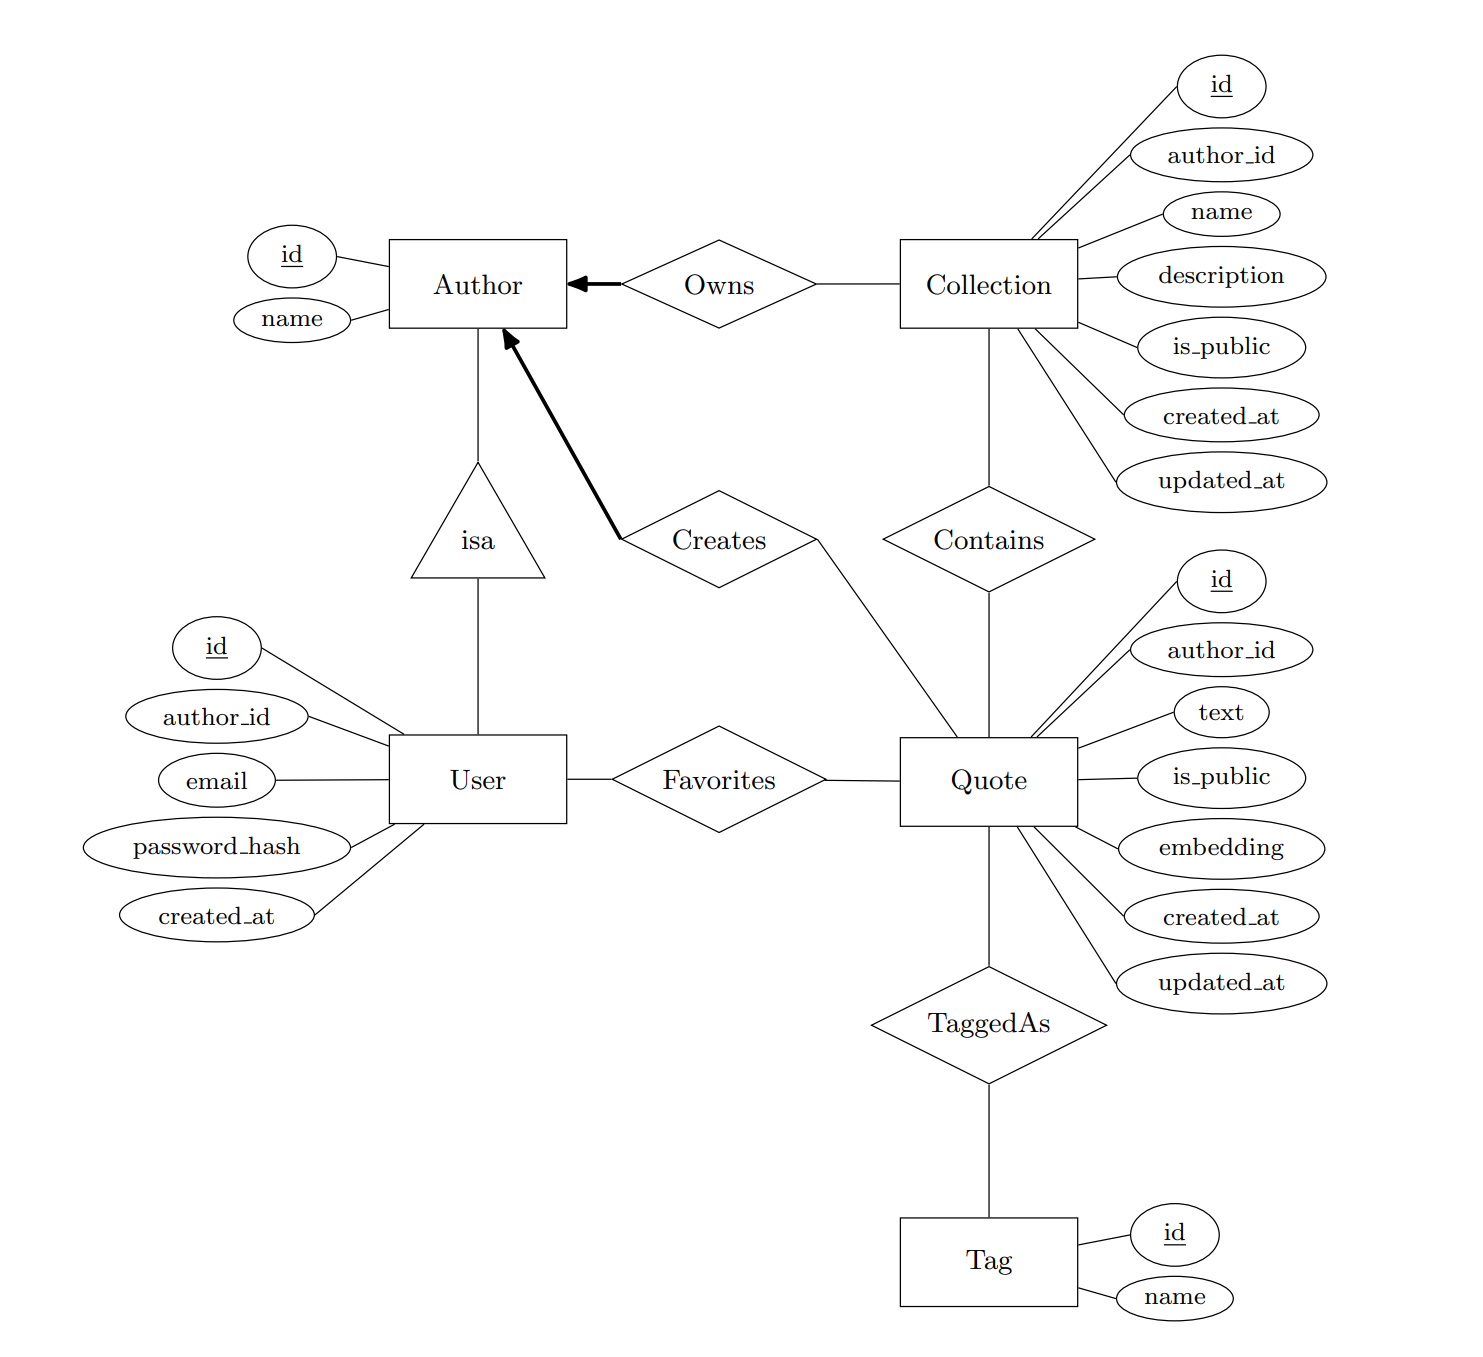 id
author_id
name
id
name
Author
Owns
Collection
description
is_public
created_at
updated_at
isa
Creates
Contains
id
author_id
text
id
author_id
email
password_hash
created_at
User
Favorites
Quote
is_public
embedding
created_at
updated_at
TaggedAs
Tag
id
name